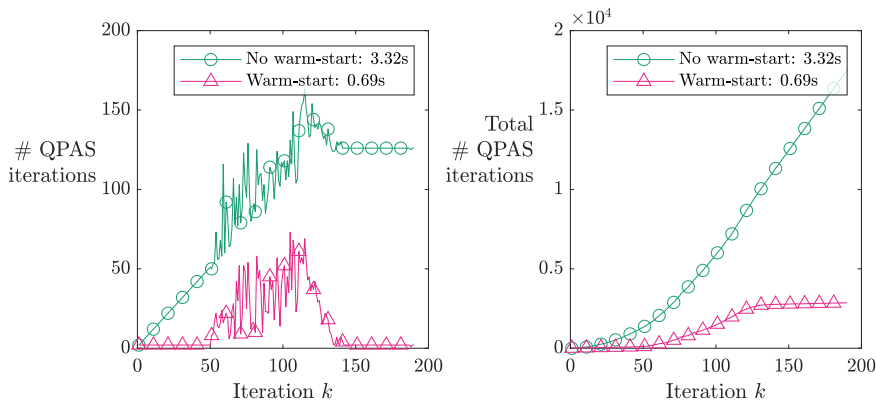 200
150
100
50
0
0
50
100
150
200
# QPAS
iterations
Iteration k
No warm-start: 3.32s
Warm-start: 0.69s
2 ×10⁴
1.5
1
0.5
0
0
50
100
150
200
Total
# QPAS
iterations
Iteration k
No warm-start: 3.32s
Warm-start: 0.69s